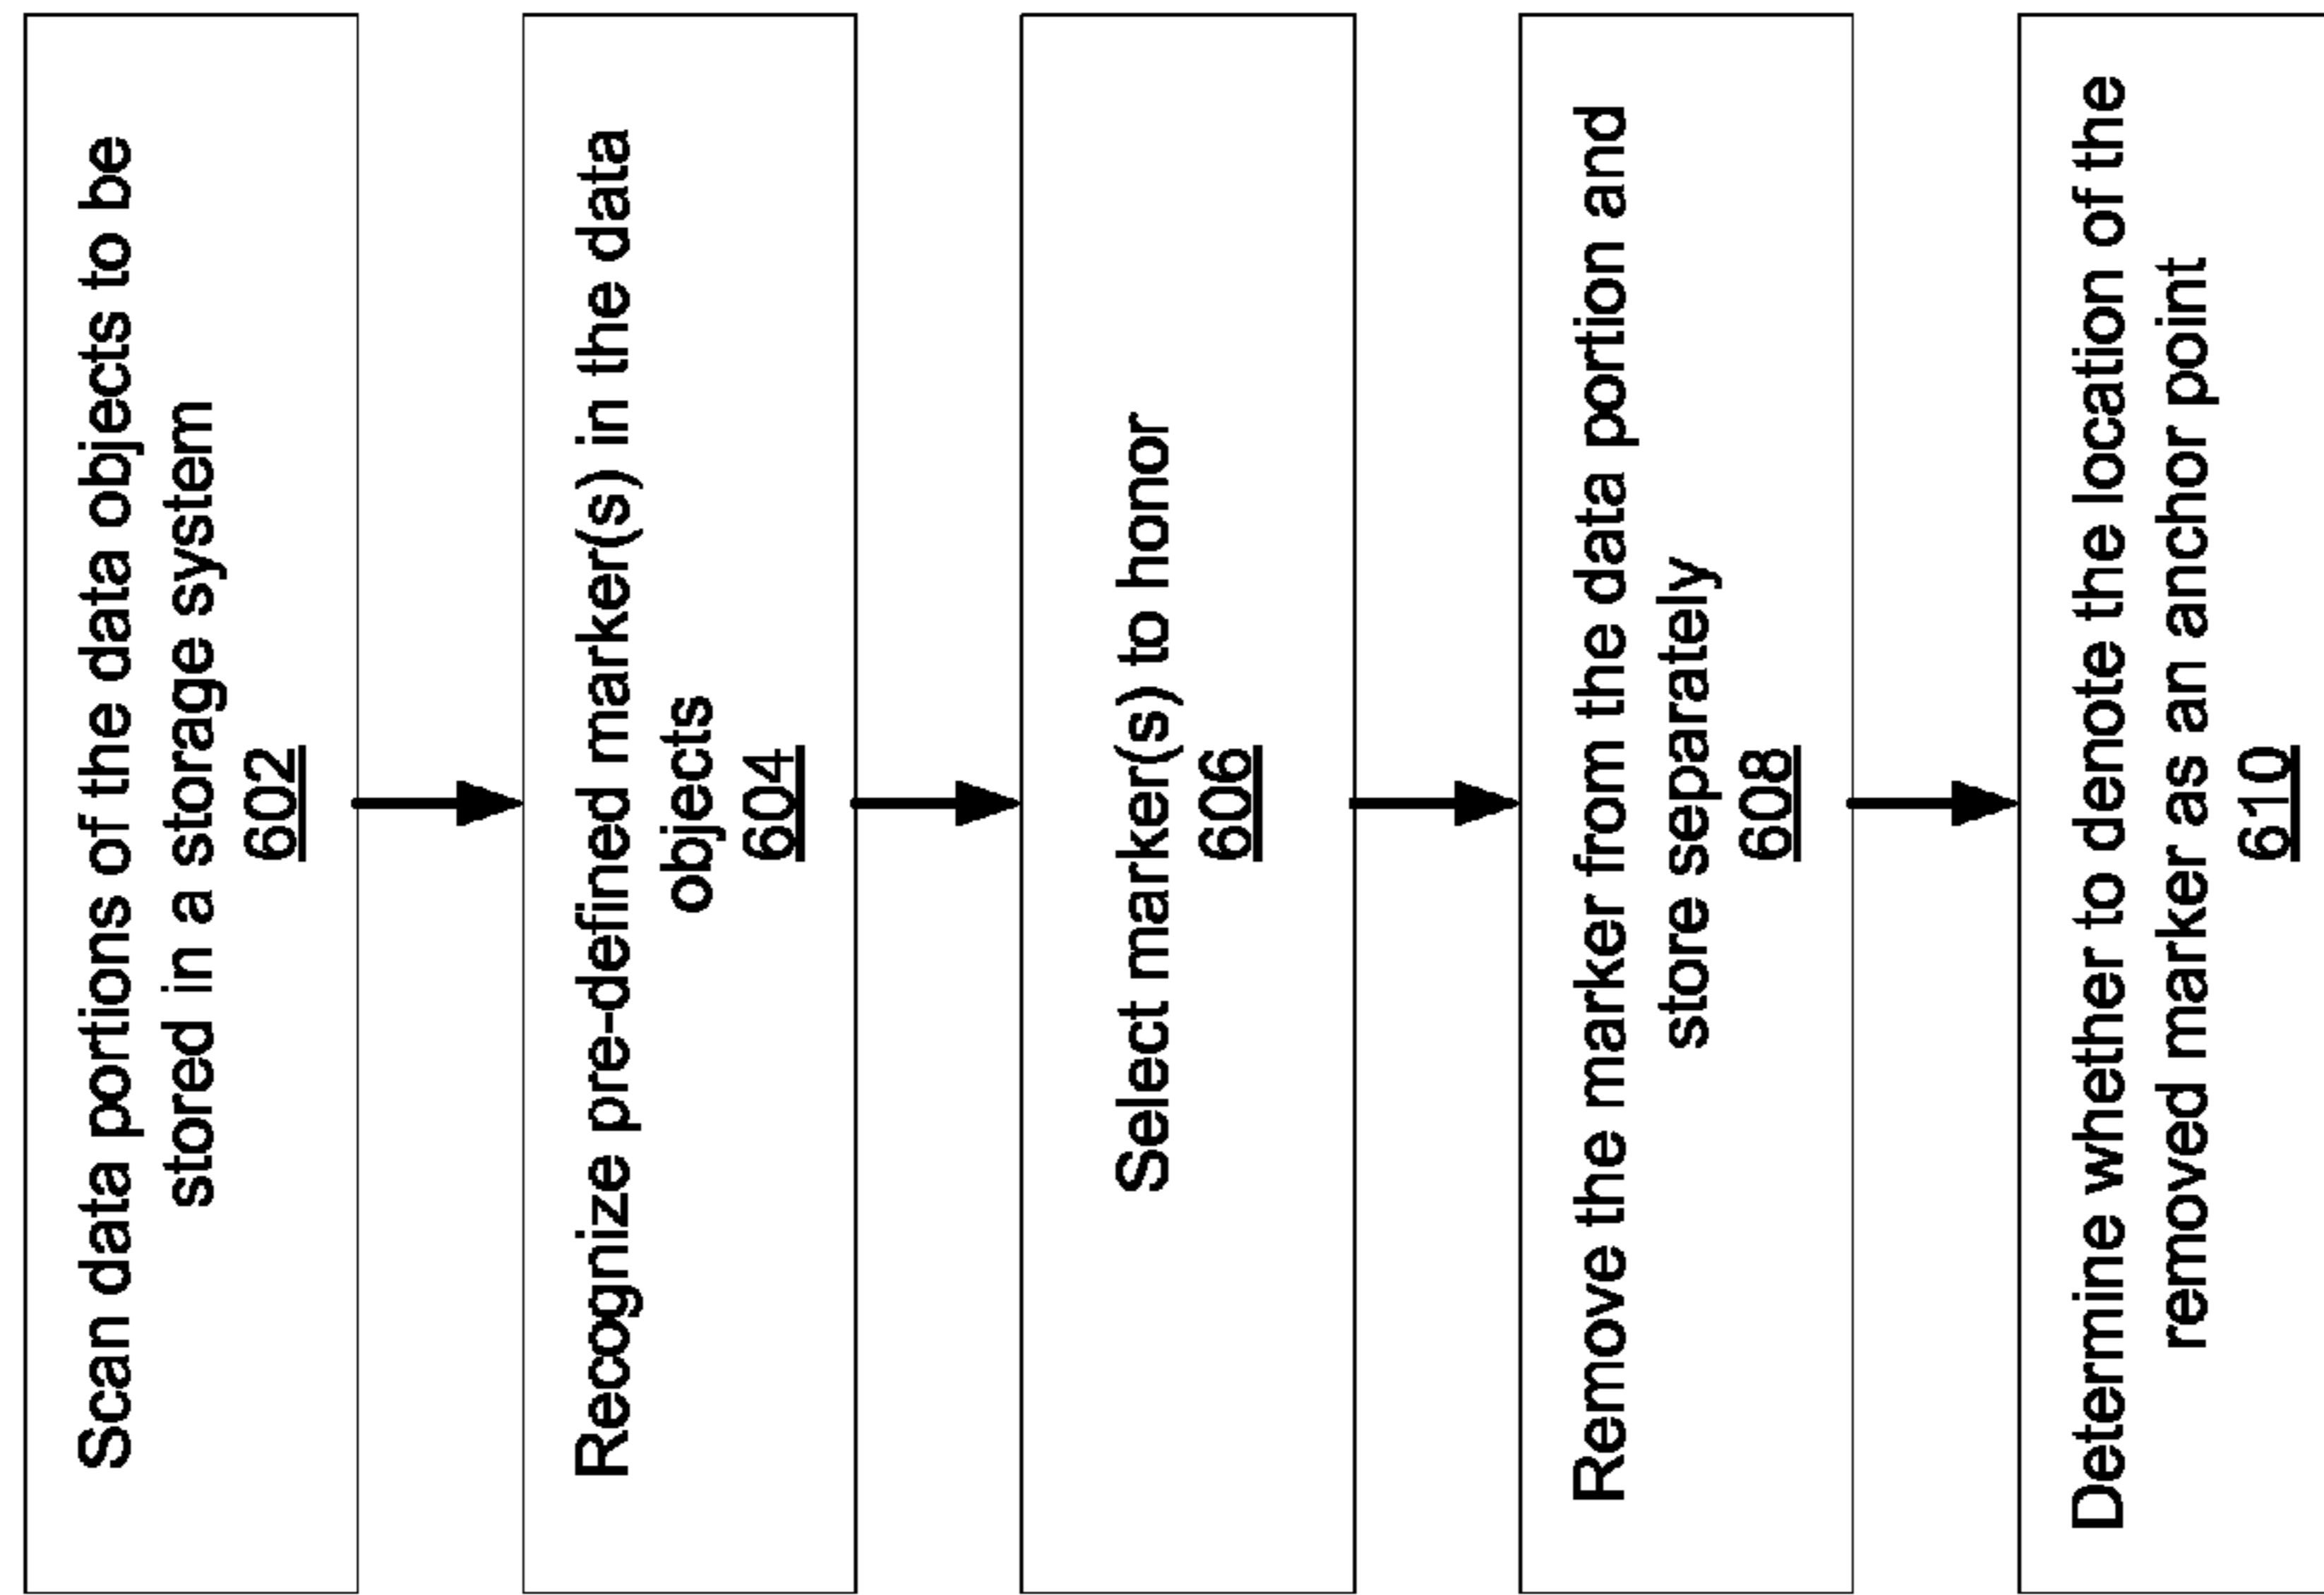 Scan data portions of the data objects to be
stored in a storage system
602
Recognize pre-defined marker(s) in the data
objects
604
Select marker(s) to honor
606
Remove the marker from the data portion and
store separately
608
Determine whether to denote the location of the
removed marker as an anchor point
610